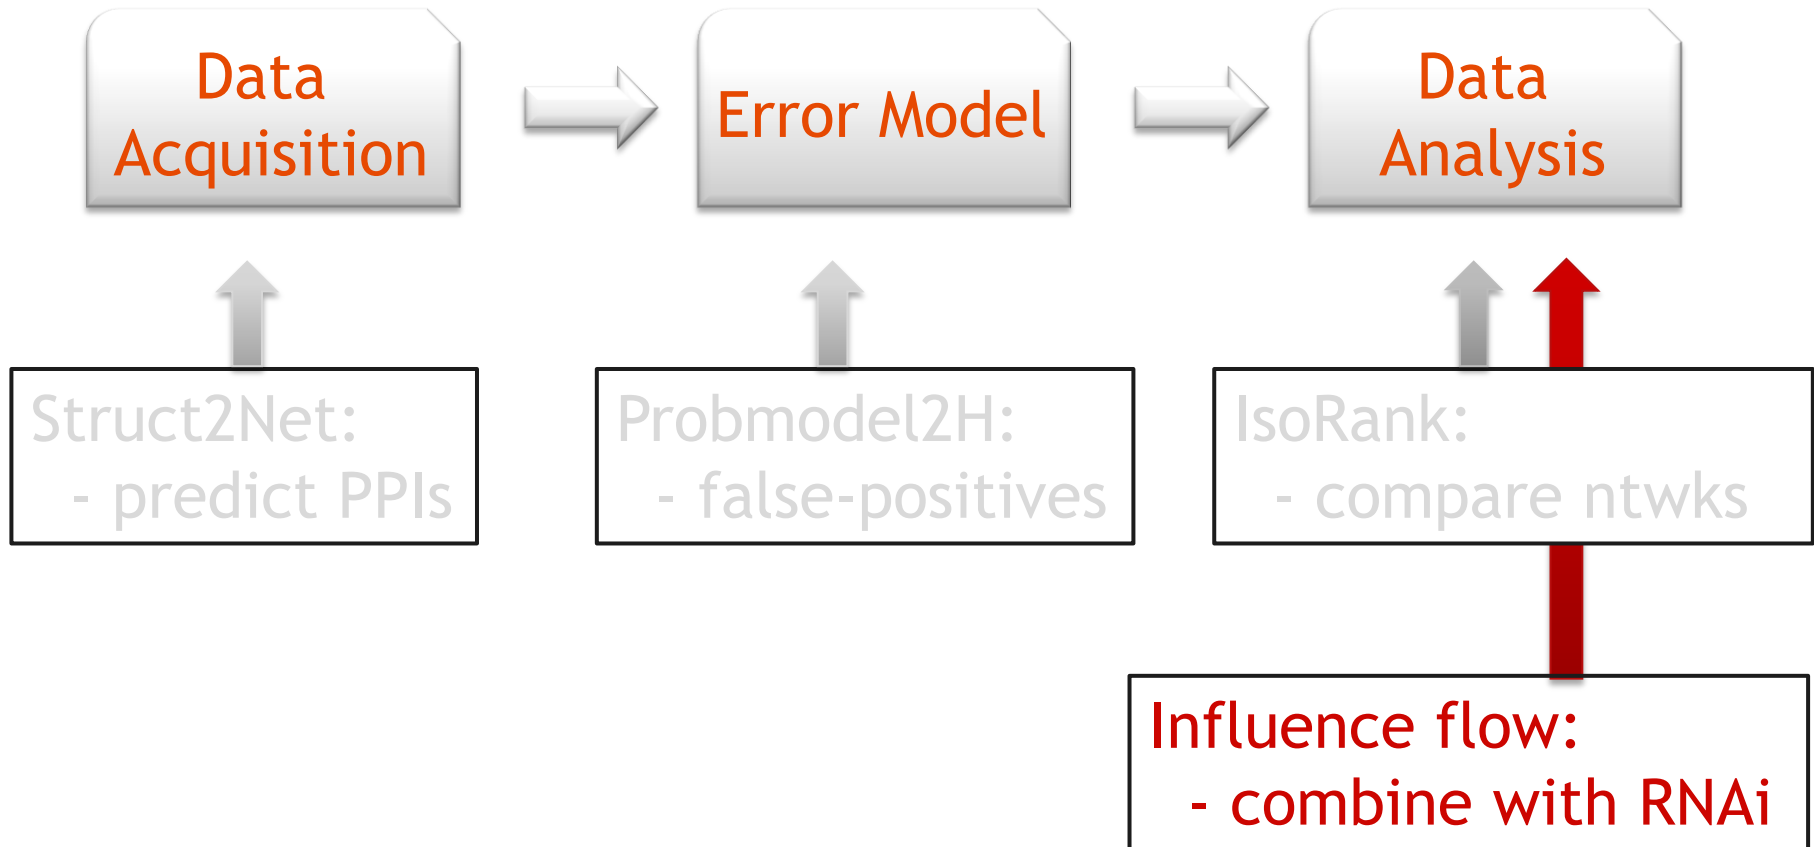 Data
Acquisition
Error Model
Data
Analysis
Struct2Net:
- predict PPIs
Probmodel2H:
- false-positives
IsoRank:
- compare ntwks
Influence flow:
- combine with RNAi